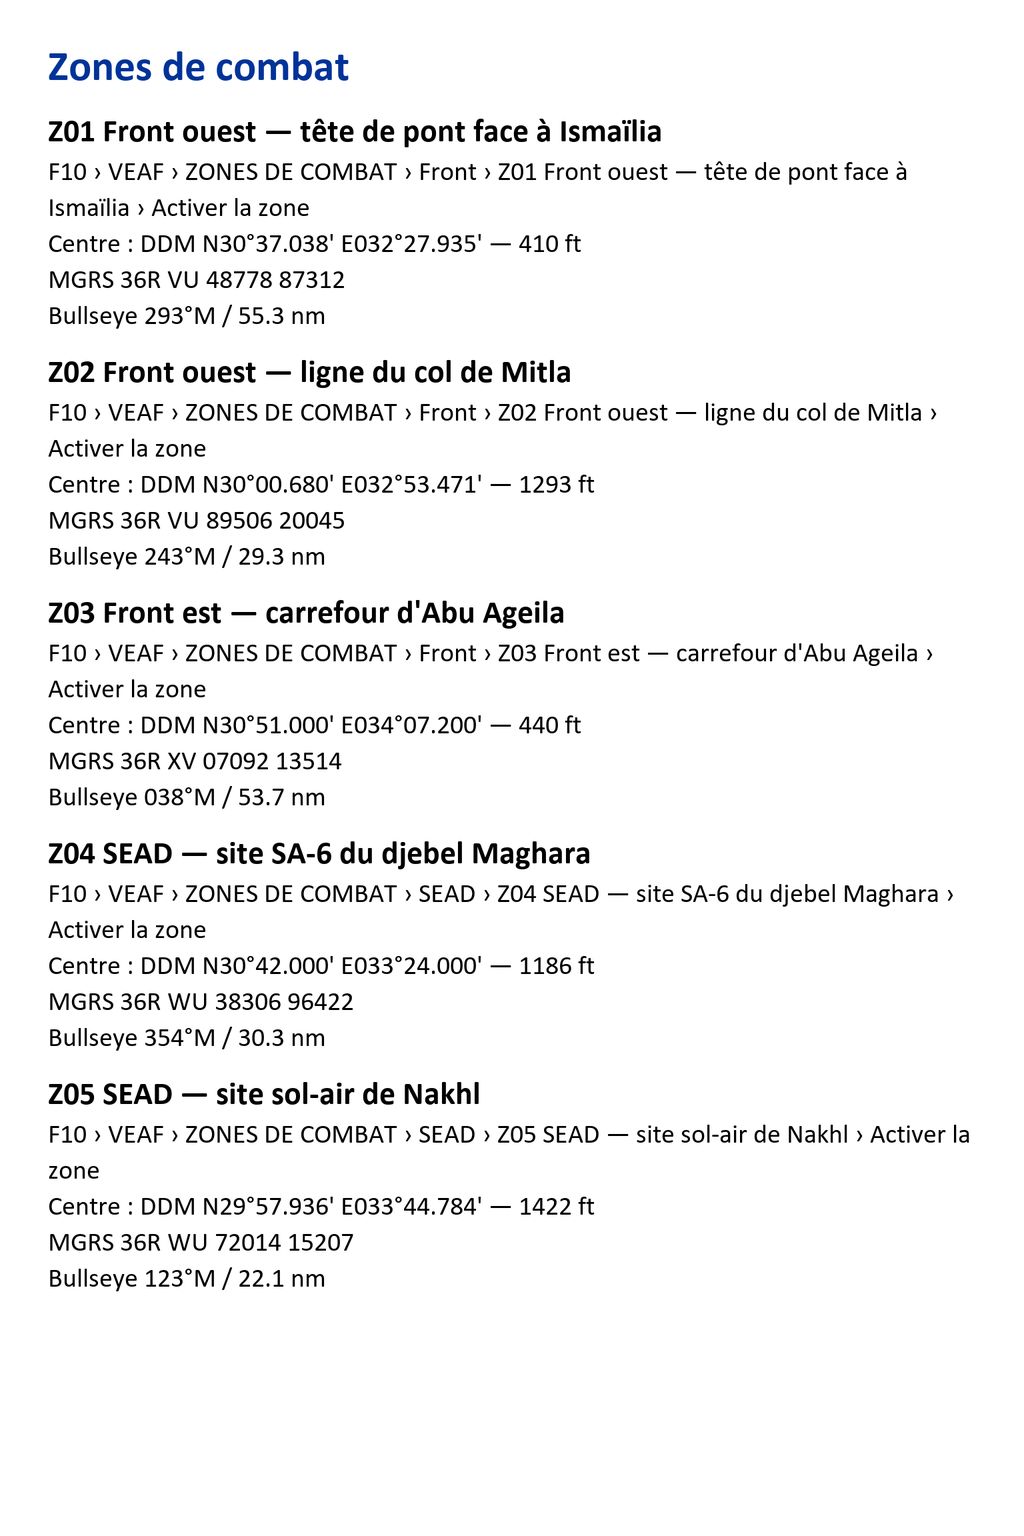 Zones de combat
Z01 Front ouest — tête de pont face à Ismaïlia
F10 › VEAF › ZONES DE COMBAT › Front › Z01 Front ouest — tête de pont face à
Ismaïlia › Activer la zone
Centre : DDM N30°37.038' E032°27.935' — 410 ft
MGRS 36R VU 48778 87312
Bullseye 293°M / 55.3 nm
Z02 Front ouest — ligne du col de Mitla
F10 › VEAF › ZONES DE COMBAT › Front › Z02 Front ouest — ligne du col de Mitla ›
Activer la zone
Centre : DDM N30°00.680' E032°53.471' — 1293 ft
MGRS 36R VU 89506 20045
Bullseye 243°M / 29.3 nm
Z03 Front est — carrefour d'Abu Ageila
F10 › VEAF › ZONES DE COMBAT › Front › Z03 Front est — carrefour d'Abu Ageila ›
Activer la zone
Centre : DDM N30°51.000' E034°07.200' — 440 ft
MGRS 36R XV 07092 13514
Bullseye 038°M / 53.7 nm
Z04 SEAD — site SA-6 du djebel Maghara
F10 › VEAF › ZONES DE COMBAT › SEAD › Z04 SEAD — site SA-6 du djebel Maghara ›
Activer la zone
Centre : DDM N30°42.000' E033°24.000' — 1186 ft
MGRS 36R WU 38306 96422
Bullseye 354°M / 30.3 nm
Z05 SEAD — site sol-air de Nakhl
F10 › VEAF › ZONES DE COMBAT › SEAD › Z05 SEAD — site sol-air de Nakhl › Activer la
zone
Centre : DDM N29°57.936' E033°44.784' — 1422 ft
MGRS 36R WU 72014 15207
Bullseye 123°M / 22.1 nm